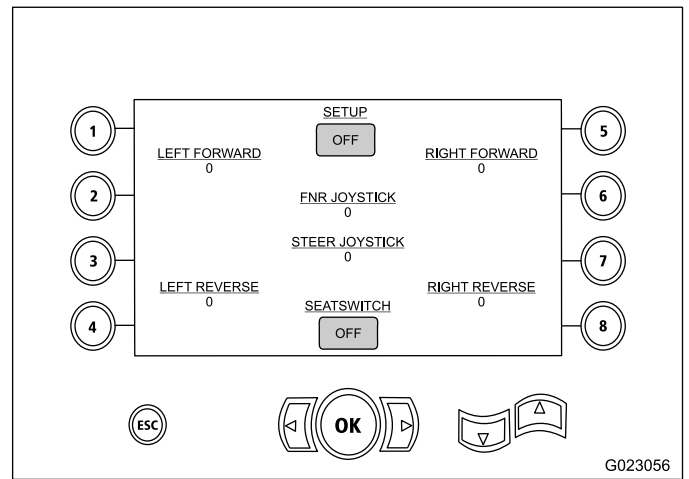 SETUP
1 OFF 5
LEFT FORWARD RIGHT FORWARD
0 0
2 FNR JOYSTICK 6
0
STEER JOYSTICK
3 0 7
LEFT REVERSE RIGHT REVERSE
0 0
SEATSWITCH
4 OFF 8
ESC OK
G023056